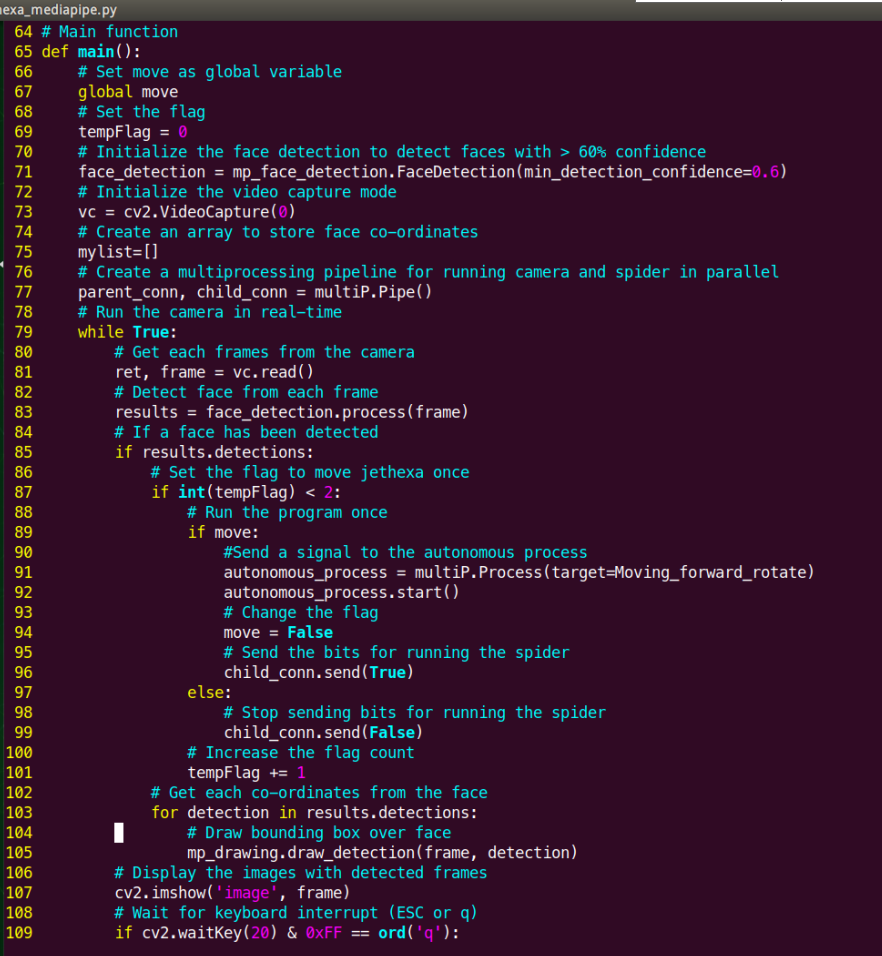 hexa_mediapipe.py
64 # Main function
65 def main():
66     # Set move as global variable
67     global move
68     # Set the flag
69     tempFlag = 0
70     # Initialize the face detection to detect faces with > 60% confidence
71     face_detection = mp_face_detection.FaceDetection(min_detection_confidence=0.6)
72     # Initialize the video capture mode
73     vc = cv2.VideoCapture(0)
74     # Create an array to store face co-ordinates
75     mylist=[]
76     # Create a multiprocessing pipeline for running camera and spider in parallel
77     parent_conn, child_conn = multiP.Pipe()
78     # Run the camera in real-time
79     while True:
80         # Get each frames from the camera
81         ret, frame = vc.read()
82         # Detect face from each frame
83         results = face_detection.process(frame)
84         # If a face has been detected
85         if results.detections:
86             # Set the flag to move jethexa once
87             if int(tempFlag) < 2:
88                 # Run the program once
89                 if move:
90                     #Send a signal to the autonomous process
91                     autonomous_process = multiP.Process(target=Moving_forward_rotate)
92                     autonomous_process.start()
93                     # Change the flag
94                     move = False
95                     # Send the bits for running the spider
96                     child_conn.send(True)
97                 else:
98                     # Stop sending bits for running the spider
99                     child_conn.send(False)
100                 # Increase the flag count
101                 tempFlag += 1
102             # Get each co-ordinates from the face
103             for detection in results.detections:
104                 # Draw bounding box over face
105                 mp_drawing.draw_detection(frame, detection)
106         # Display the images with detected frames
107         cv2.imshow('image', frame)
108         # Wait for keyboard interrupt (ESC or q)
109         if cv2.waitKey(20) & 0xFF == ord('q'):